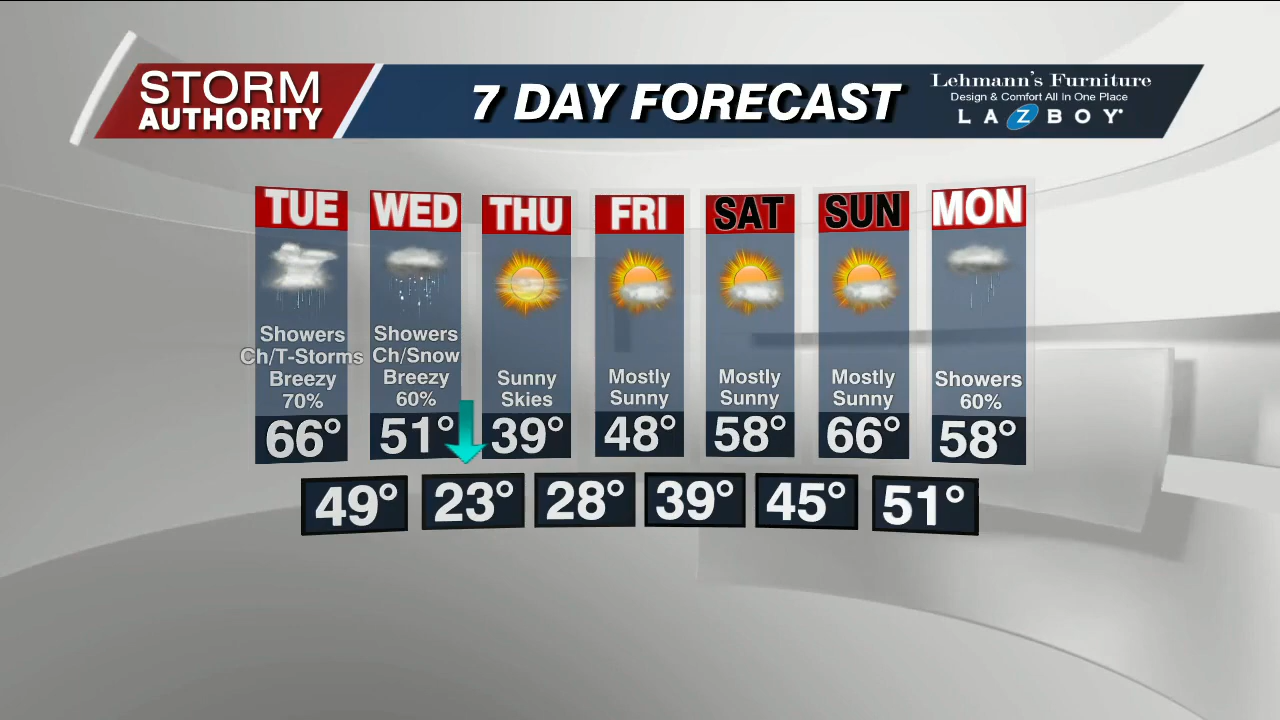 STORM
AUTHORITY
7 DAY FORECAST
Lehmann's Furniture
Design & Comfort All In One Place
LAZBOY®
TUE
Showers
Ch/T-Storms
Breezy
70%
66°
WED
Showers
Ch/Snow
Breezy
60%
51°
THU
Sunny
Skies
39°
FRI
Mostly
Sunny
48°
SAT
Mostly
Sunny
58°
SUN
Mostly
Sunny
66°
MON
Showers
60%
58°
49°
23°
28°
39°
45°
51°